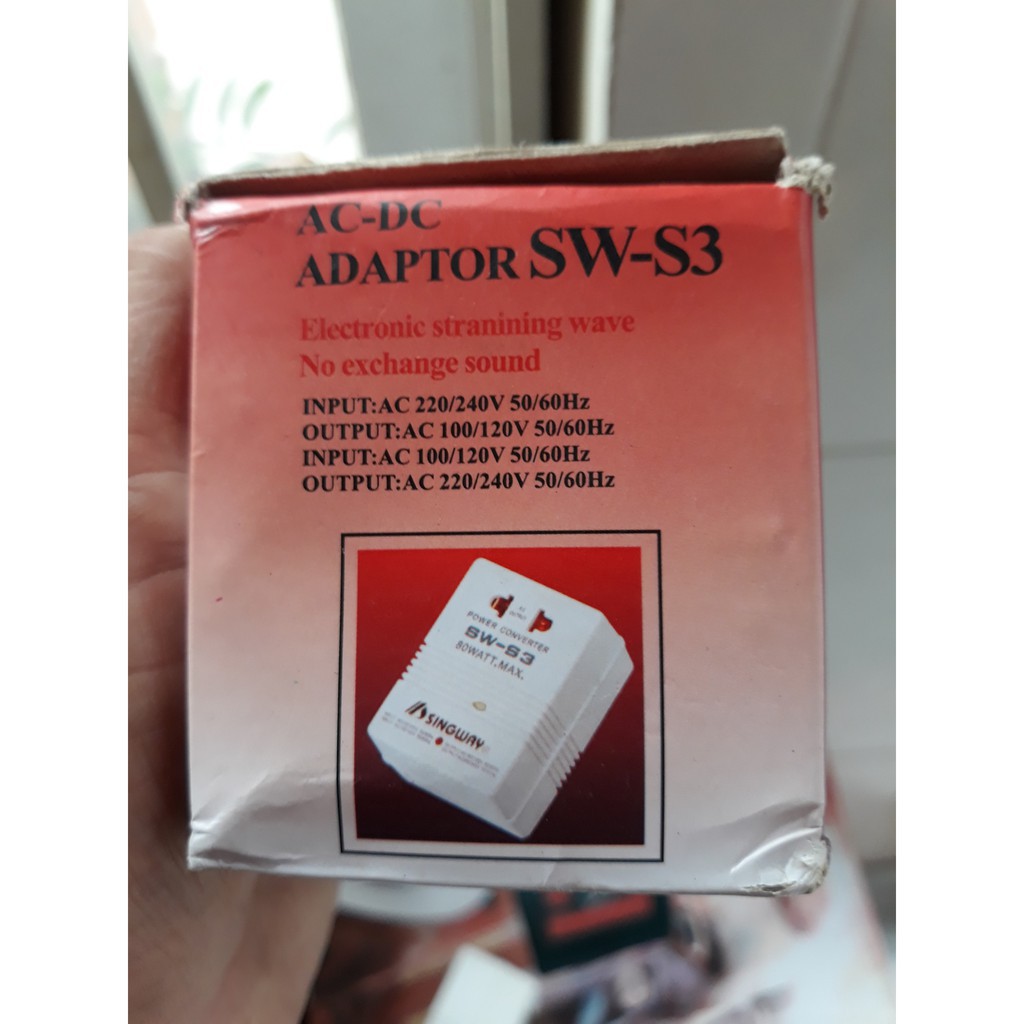 AC-DC
ADAPTOR SW-S3
Electronic stranining wave
No exchange sound
INPUT:AC 220/240V 50/60Hz
OUTPUT:AC 100/120V 50/60Hz
INPUT:AC 100/120V 50/60Hz
OUTPUT:AC 220/240V 50/60Hz
POWER CONVERTER
SW-S3
80WATT.MAX.
SINGWAY